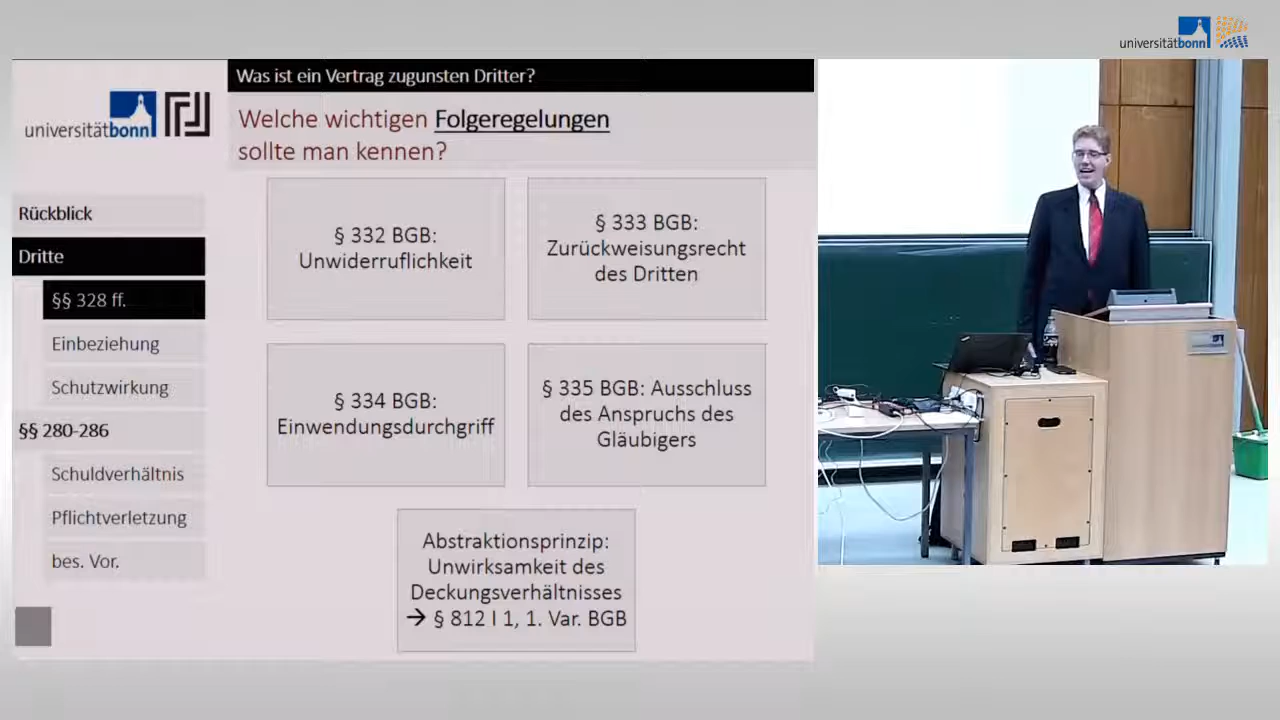 universitätbonn
Was ist ein Vertrag zugunsten Dritter?
universitätbonn
Welche wichtigen Folgeregelungen
sollte man kennen?
Rückblick
Dritte
§§ 328 ff.
Einbeziehung
Schutzwirkung
§§ 280-286
Schuldverhältnis
Pflichtverletzung
bes. Vor.
§ 332 BGB:
Unwiderruflichkeit
§ 333 BGB:
Zurückweisungsrecht
des Dritten
§ 334 BGB:
Einwendungsdurchgriff
§ 335 BGB: Ausschluss
des Anspruchs des
Gläubigers
Abstraktionsprinzip:
Unwirksamkeit des
Deckungsverhältnisses
→ § 812 I 1, 1. Var. BGB